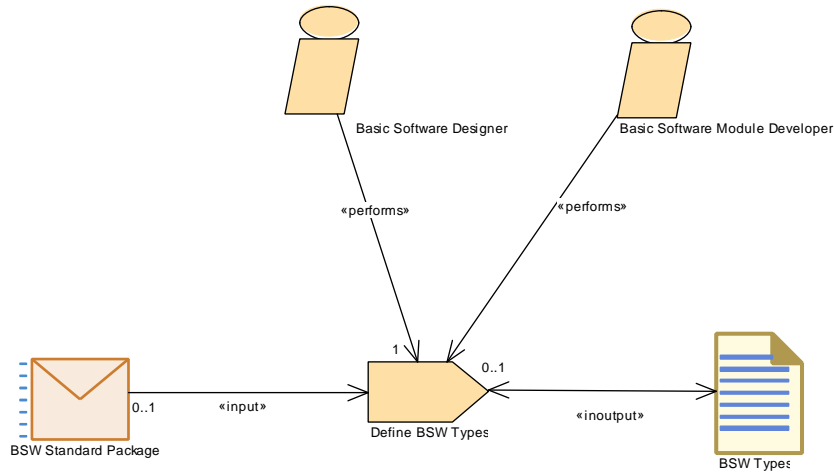 Basic Software Designer
Basic Software Module Developer
«performs»
«performs»
1
0..1
0..1
«input»
«inoutput»
Define BSW Types
BSW Standard Package
BSW Types